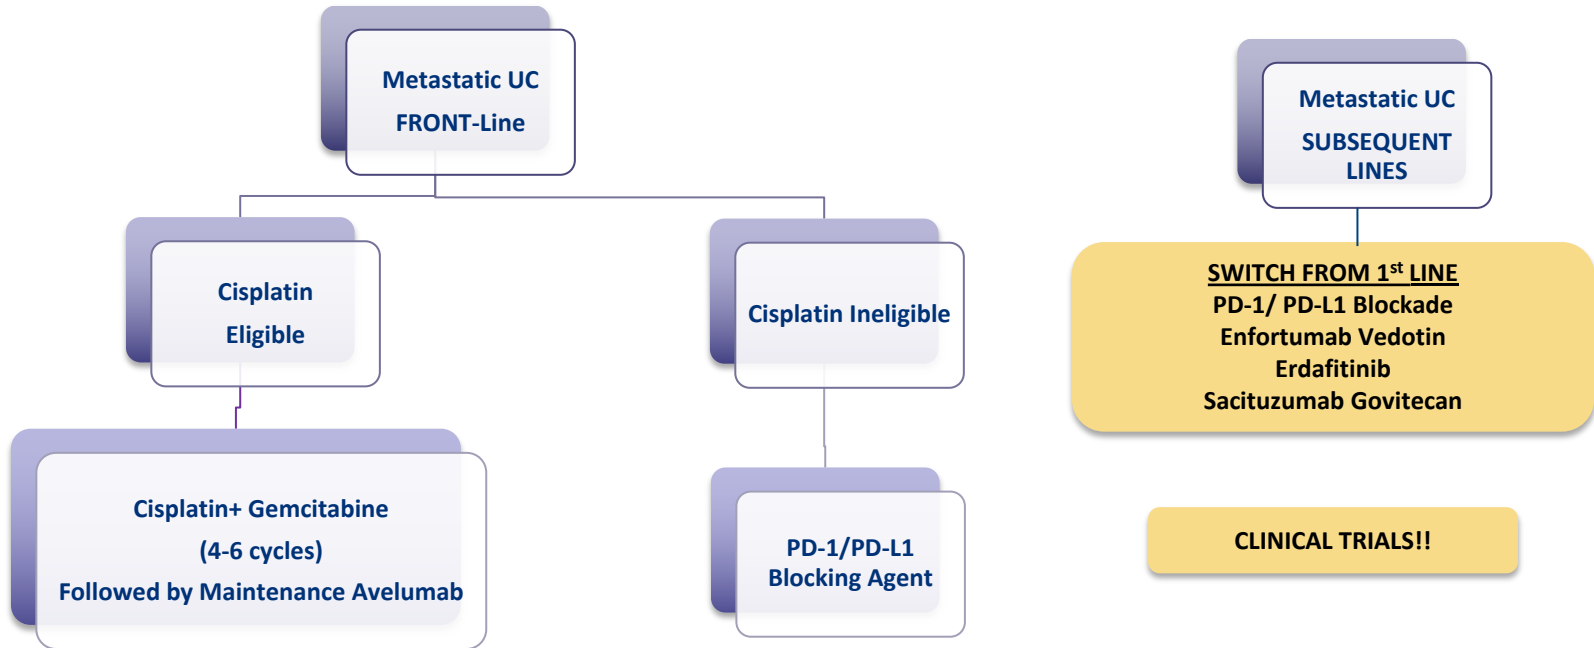 Metastatic UC
FRONT-Line
Cisplatin
Eligible
Cisplatin Ineligible
Cisplatin+ Gemcitabine
(4-6 cycles)
Followed by Maintenance Avelumab
PD-1/PD-L1
Blocking Agent
Metastatic UC
SUBSEQUENT
LINES
SWITCH FROM 1st LINE
PD-1/ PD-L1 Blockade
Enfortumab Vedotin
Erdafitinib
Sacituzumab Govitecan
CLINICAL TRIALS!!